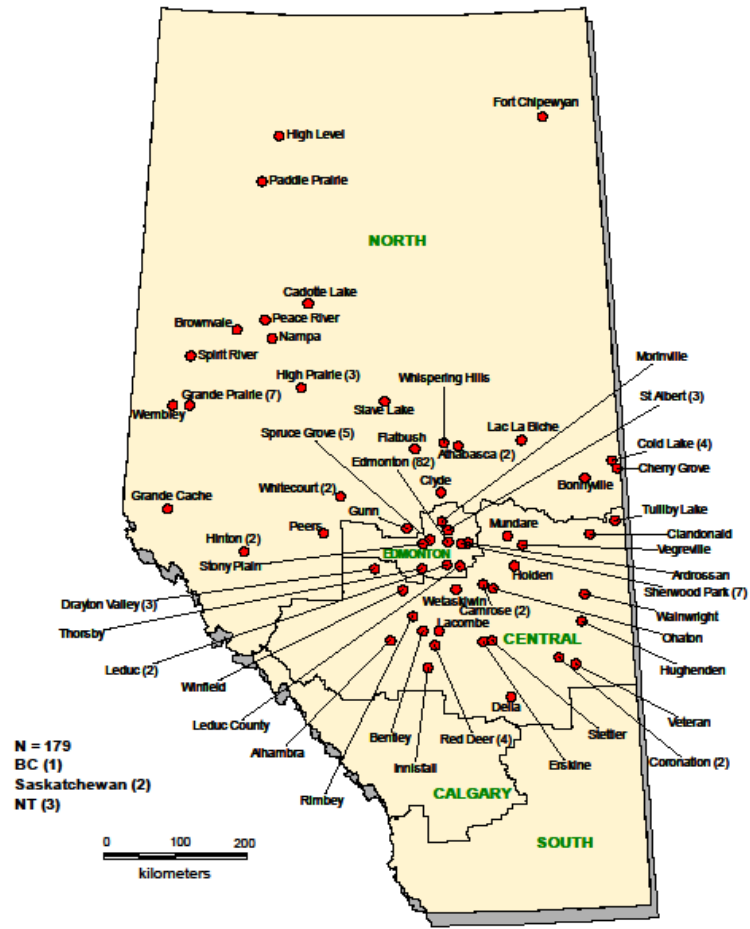 Fort Chipewyan
High Level
Paddle Prairie
NORTH
Cadotte Lake
Peace River
Brownvale
Nampa
Spirit River
Morinville
High Prairie (3)
Whispering Hills
St Albert (3)
Grande Prairie (7)
Wembley
Slave Lake
Lac La Biche
Spruce Grove (5)
Flatbush
Athabasca (2)
Cold Lake (4)
Edmonton (82)
Cherry Grove
Clyde
Bonnyville
Whitecourt (2)
Grande Cache
Gunn
Tulliby Lake
Mundare
Clandonald
Peers
Hinton (2)
EDMONTON
Vegreville
Stony Plain
Holden
Ardrossan
Sherwood Park (7)
Drayton Valley (3)
Wetaskiwin
Camrose (2)
Wainwright
Thorsby
Lacombe
CENTRAL
Ohaton
Leduc (2)
Hughenden
Winfield
Delia
Leduc County
Veteran
Bentley
Red Deer (4)
Stettler
Alhambra
Coronation (2)
Innisfail
Erskine
Rimbey
CALGARY
N = 179
BC (1)
Saskatchewan (2)
NT (3)
SOUTH
0 100 200
kilometers